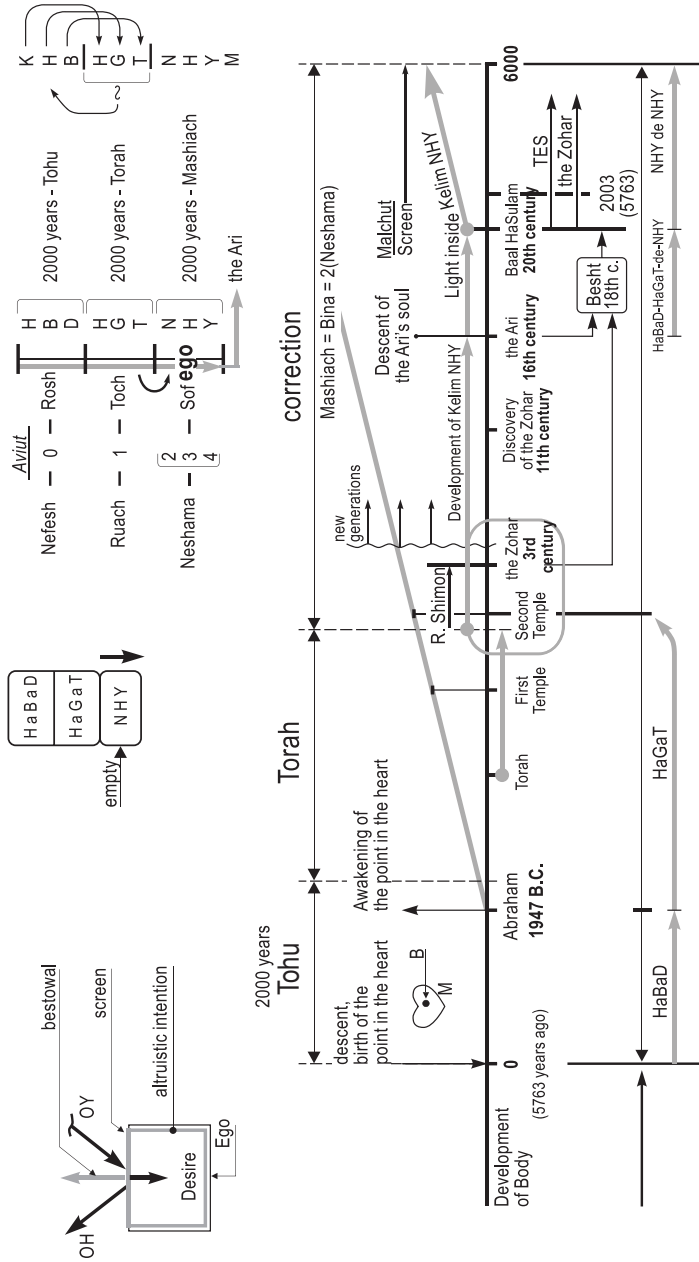 bestowal
screen
altruistic intention
OH
OY
Desire
Ego
HaBaD
HaGaT
NHY
empty
Aviut
Nefesh — 0 — Rosh
Ruach — 1 — Toch
Neshama — 2 3 4 — Sof
ego
H
B
D
H
G
T
N
H
Y
2000 years - Tohu
2000 years - Torah
2000 years - Mashiach
the Ari
K
H
B
H
G
T
N
H
Y
M
~
2000 years
Tohu
Torah
correction
Mashiach = Bina = 2(Neshama)
descent,
birth of the
point in the heart
Awakening of
the point in the heart
B
M
new
generations
R. Shimon
Descent of
the Ari's soul
Malchut
Screen
Development of Kelim NHY
Light inside Kelim NHY
Development
of Body
0
(5763 years ago)
Abraham
1947 B.C.
Torah
First
Temple
Second
Temple
the Zohar
3rd
century
Discovery
of the Zohar
11th century
the Ari
16th century
Baal HaSulam
20th century
6000
TES
the Zohar
2003
(5763)
Besht
18th c.
HaBaD
HaGaT
HaBaD-HaGaT-de-NHY
NHY de NHY